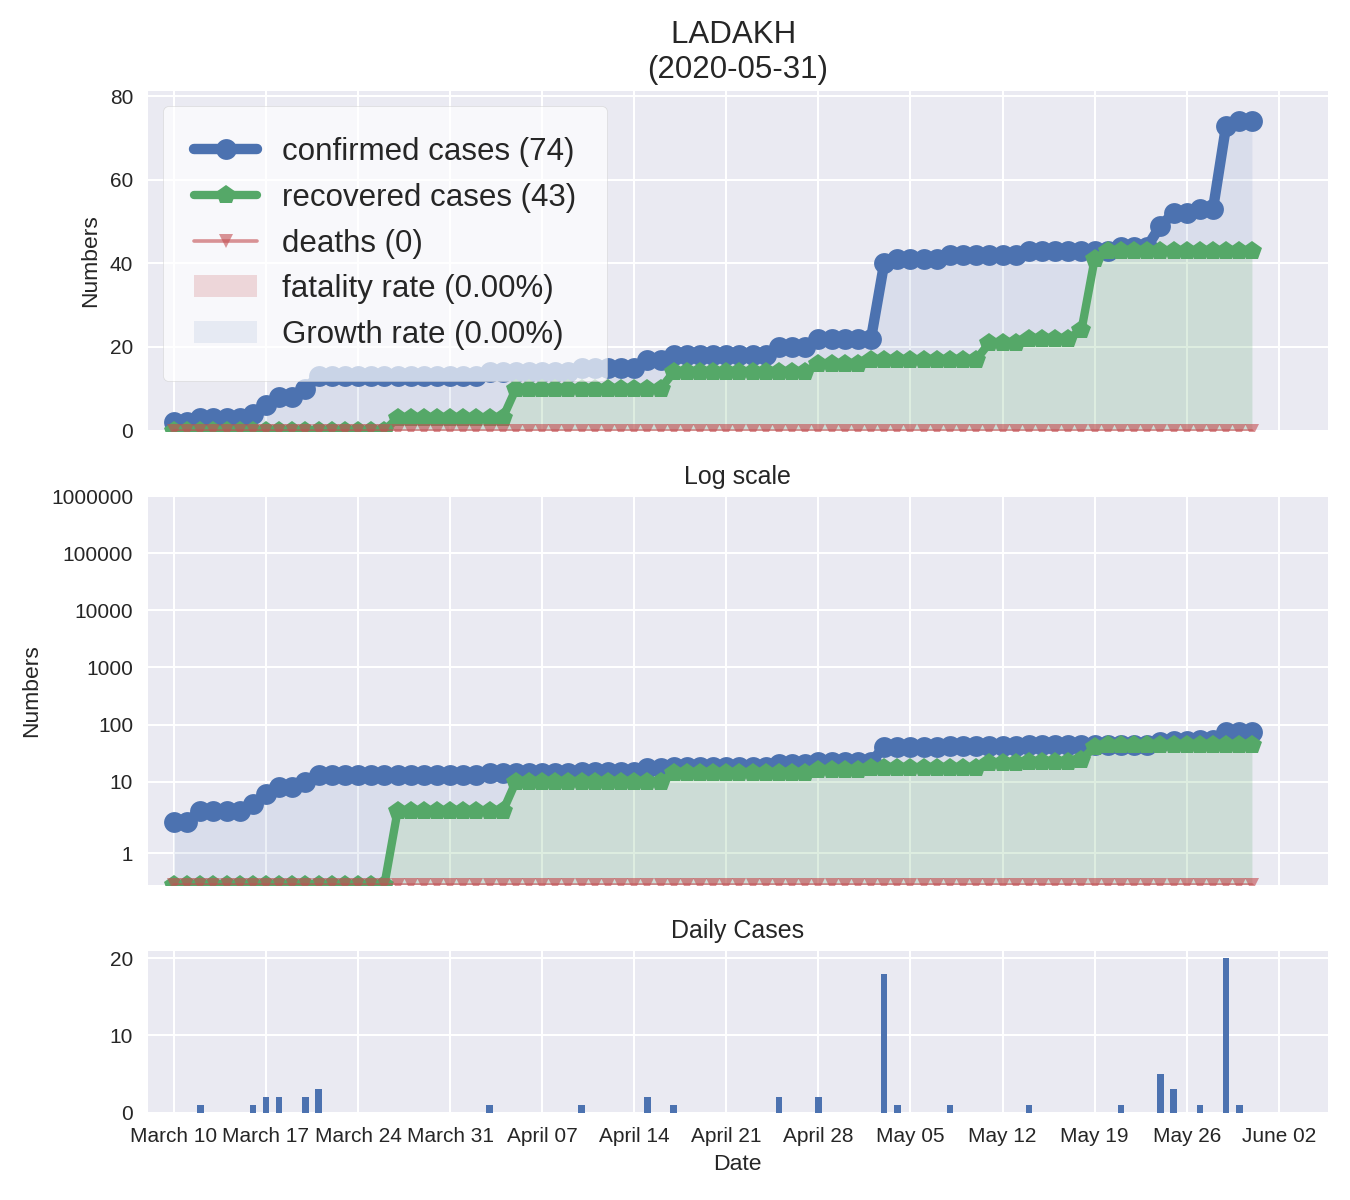 LADAKH
(2020-05-31)
80
60
40
20
0
Numbers
confirmed cases (74)
recovered cases (43)
deaths (0)
fatality rate (0.00%)
Growth rate (0.00%)
Log scale
1000000
100000
10000
1000
100
10
1
Numbers
Daily Cases
20
10
0
March 10 March 17 March 24 March 31 April 07 April 14 April 21 April 28 May 05 May 12 May 19 May 26 June 02
Date